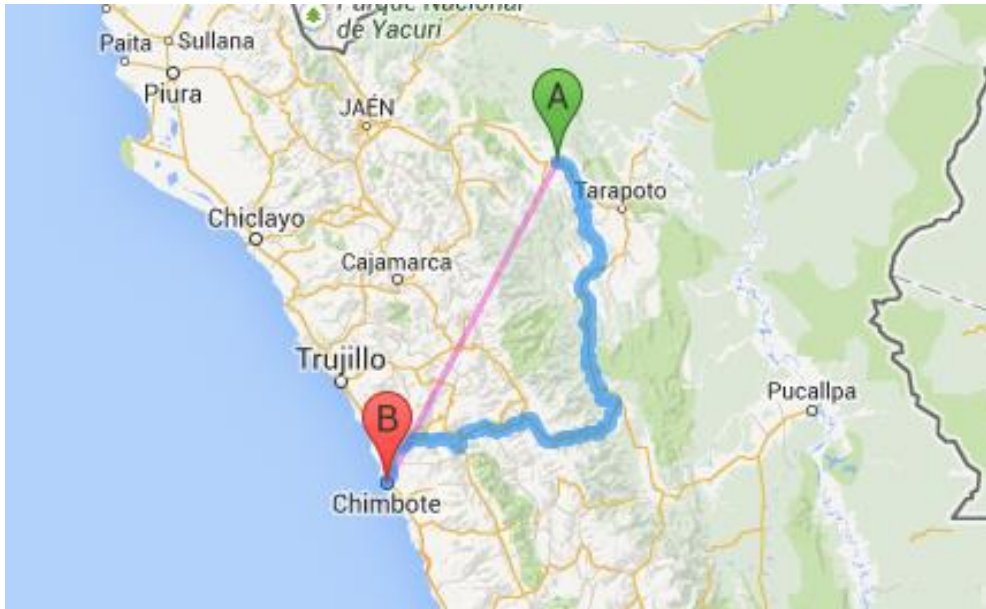 Parque Nacional
de Yacuri
Paita
Sullana
Piura
JAÉN
A
Tarapoto
Chiclayo
Cajamarca
Trujillo
Pucallpa
B
Chimbote